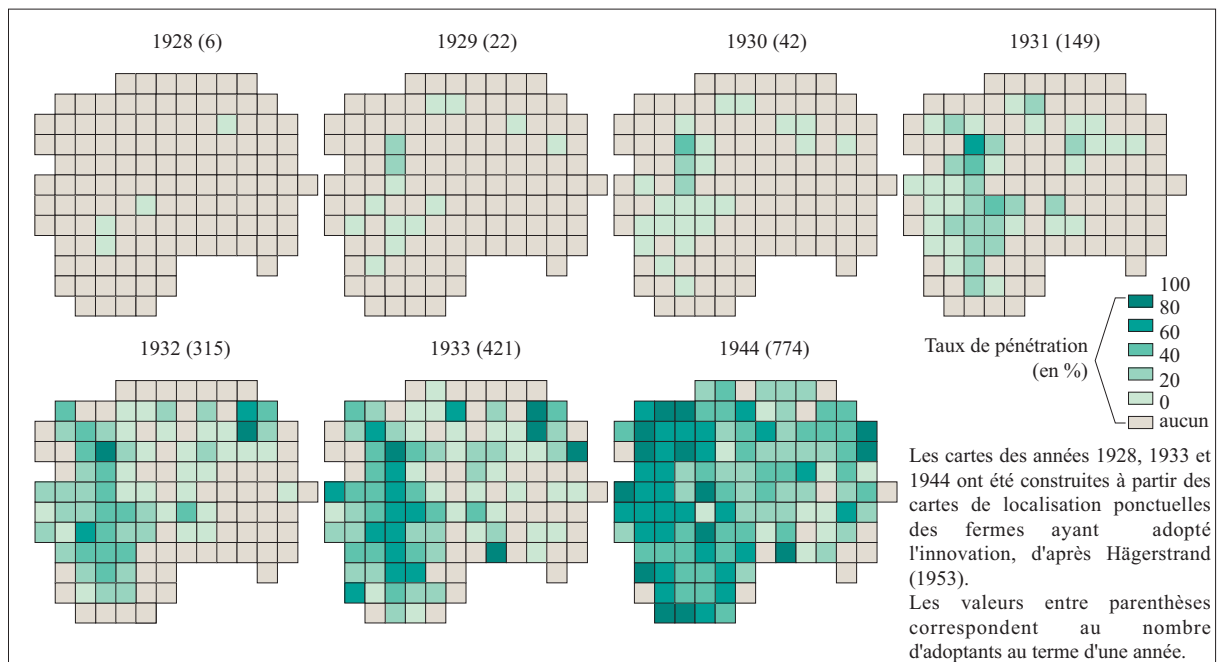 1928 (6)
1929 (22)
1930 (42)
1931 (149)
1932 (315)
1933 (421)
1944 (774)
Taux de pénétration
(en %)
100
80
60
40
20
0
aucun
Les cartes des années 1928, 1933 et
1944 ont été construites à partir des
cartes de localisation ponctuelles
des fermes ayant adopté
l'innovation, d'après Hägerstrand
(1953).
Les valeurs entre parenthèses
correspondent au nombre
d'adoptants au terme d'une année.